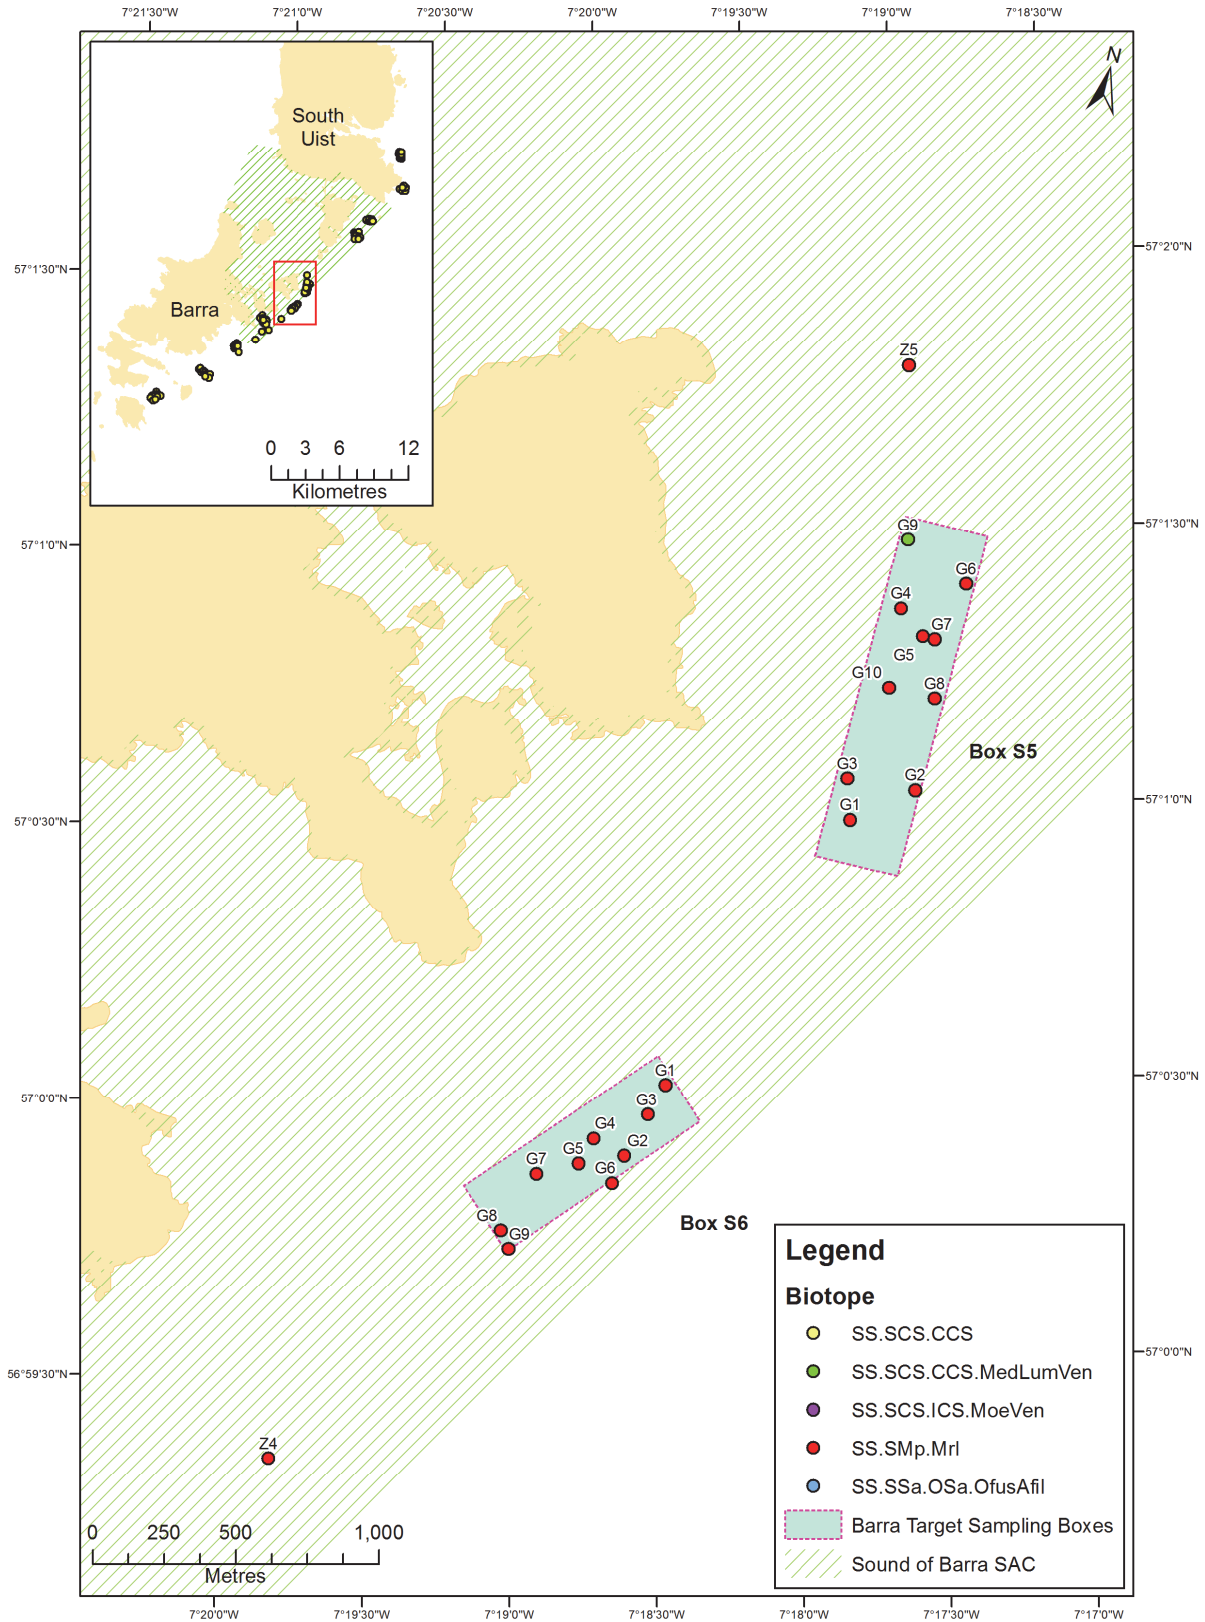 7°21'30"W
7°21'0"W
7°20'30"W
7°20'0"W
7°19'30"W
7°19'0"W
7°18'30"W
N
South
Uist
Barra
0 3 6 12
Kilometres
57°1'30"N
57°1'0"N
57°0'30"N
57°0'0"N
56°59'30"N
57°2'0"N
57°1'30"N
57°1'0"N
57°0'30"N
57°0'0"N
Z5
G9
G6
G4
G7
G5
G10
G8
Box S5
G3
G2
G1
G1
G3
G4
G2
G5
G7
G6
G8
G9
Box S6
Z4
Legend
Biotope
SS.SCS.CCS
SS.SCS.CCS.MedLumVen
SS.SCS.ICS.MoeVen
SS.SMp.Mrl
SS.SSa.OSa.OfusAfil
Barra Target Sampling Boxes
Sound of Barra SAC
0 250 500 1,000
Metres
7°20'0"W
7°19'30"W
7°19'0"W
7°18'30"W
7°18'0"W
7°17'30"W
7°17'0"W